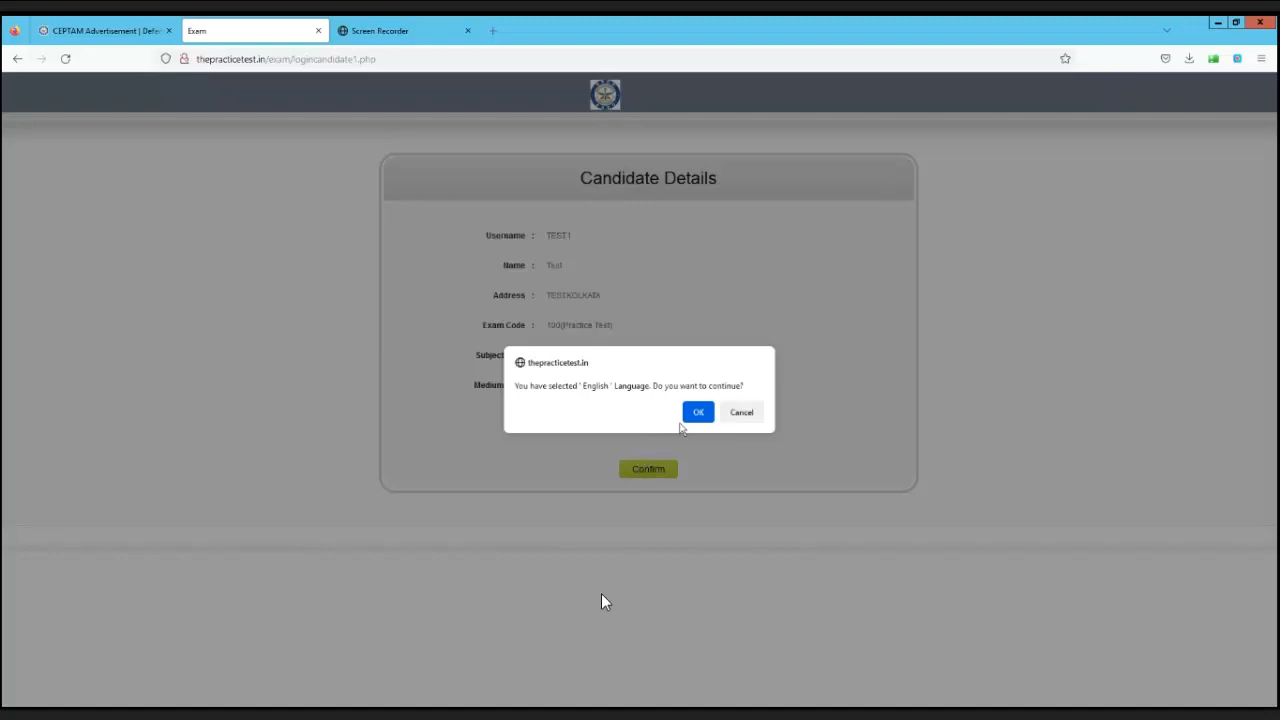 CEPTAM Advertisement | Defe
Exam
Screen Recorder
thepracticetest.in/exam/logincandidate1.php
Candidate Details
Username : TEST1
Name : Test
Address : TESTKOLKATA
Exam Code : 100(Practice Test)
Subject
Medium
thepracticetest.in
You have selected ' English ' Language. Do you want to continue?
OK Cancel
Confirm